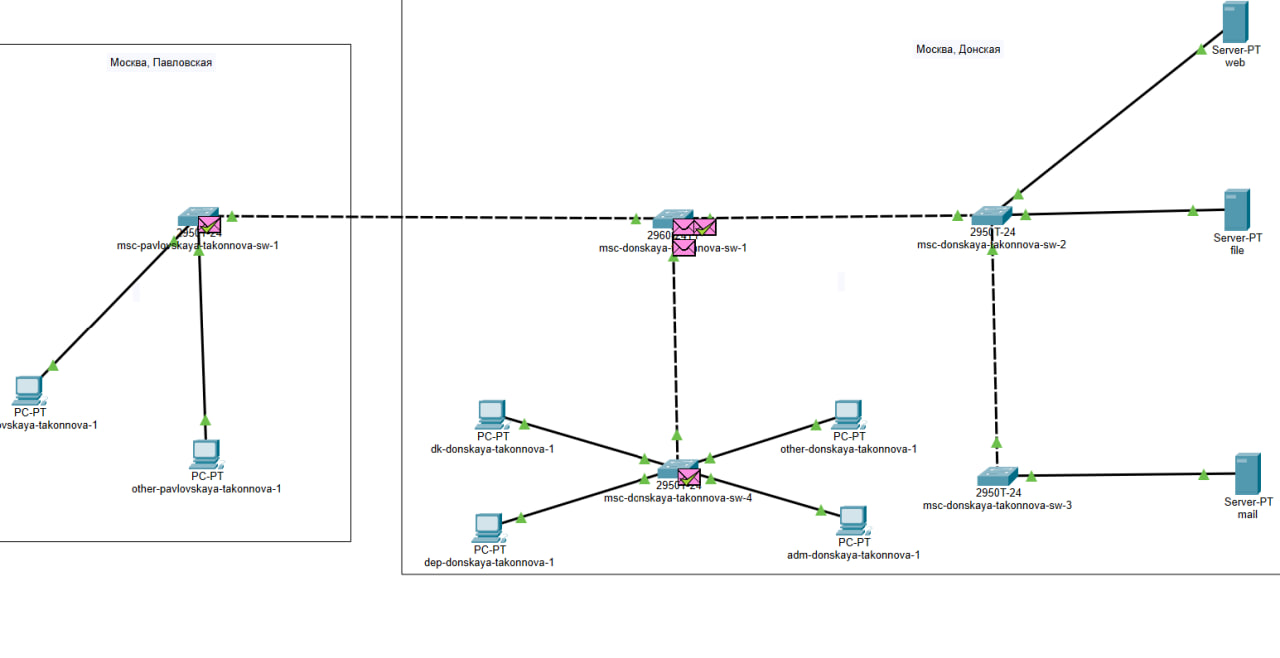 Москва, Павловская
Москва, Донская
Server-PT
web
2950T-24
msc-pavlovskaya-takonnova-sw-1
msc-donskaya-takonnova-sw-1
2950T-24
msc-donskaya-takonnova-sw-2
Server-PT
file
PC-PT
PC-PT
other-pavlovskaya-takonnova-1
PC-PT
dk-donskaya-takonnova-1
PC-PT
other-donskaya-takonnova-1
2950T-24
msc-donskaya-takonnova-sw-4
2950T-24
msc-donskaya-takonnova-sw-3
Server-PT
mail
PC-PT
dep-donskaya-takonnova-1
PC-PT
adm-donskaya-takonnova-1